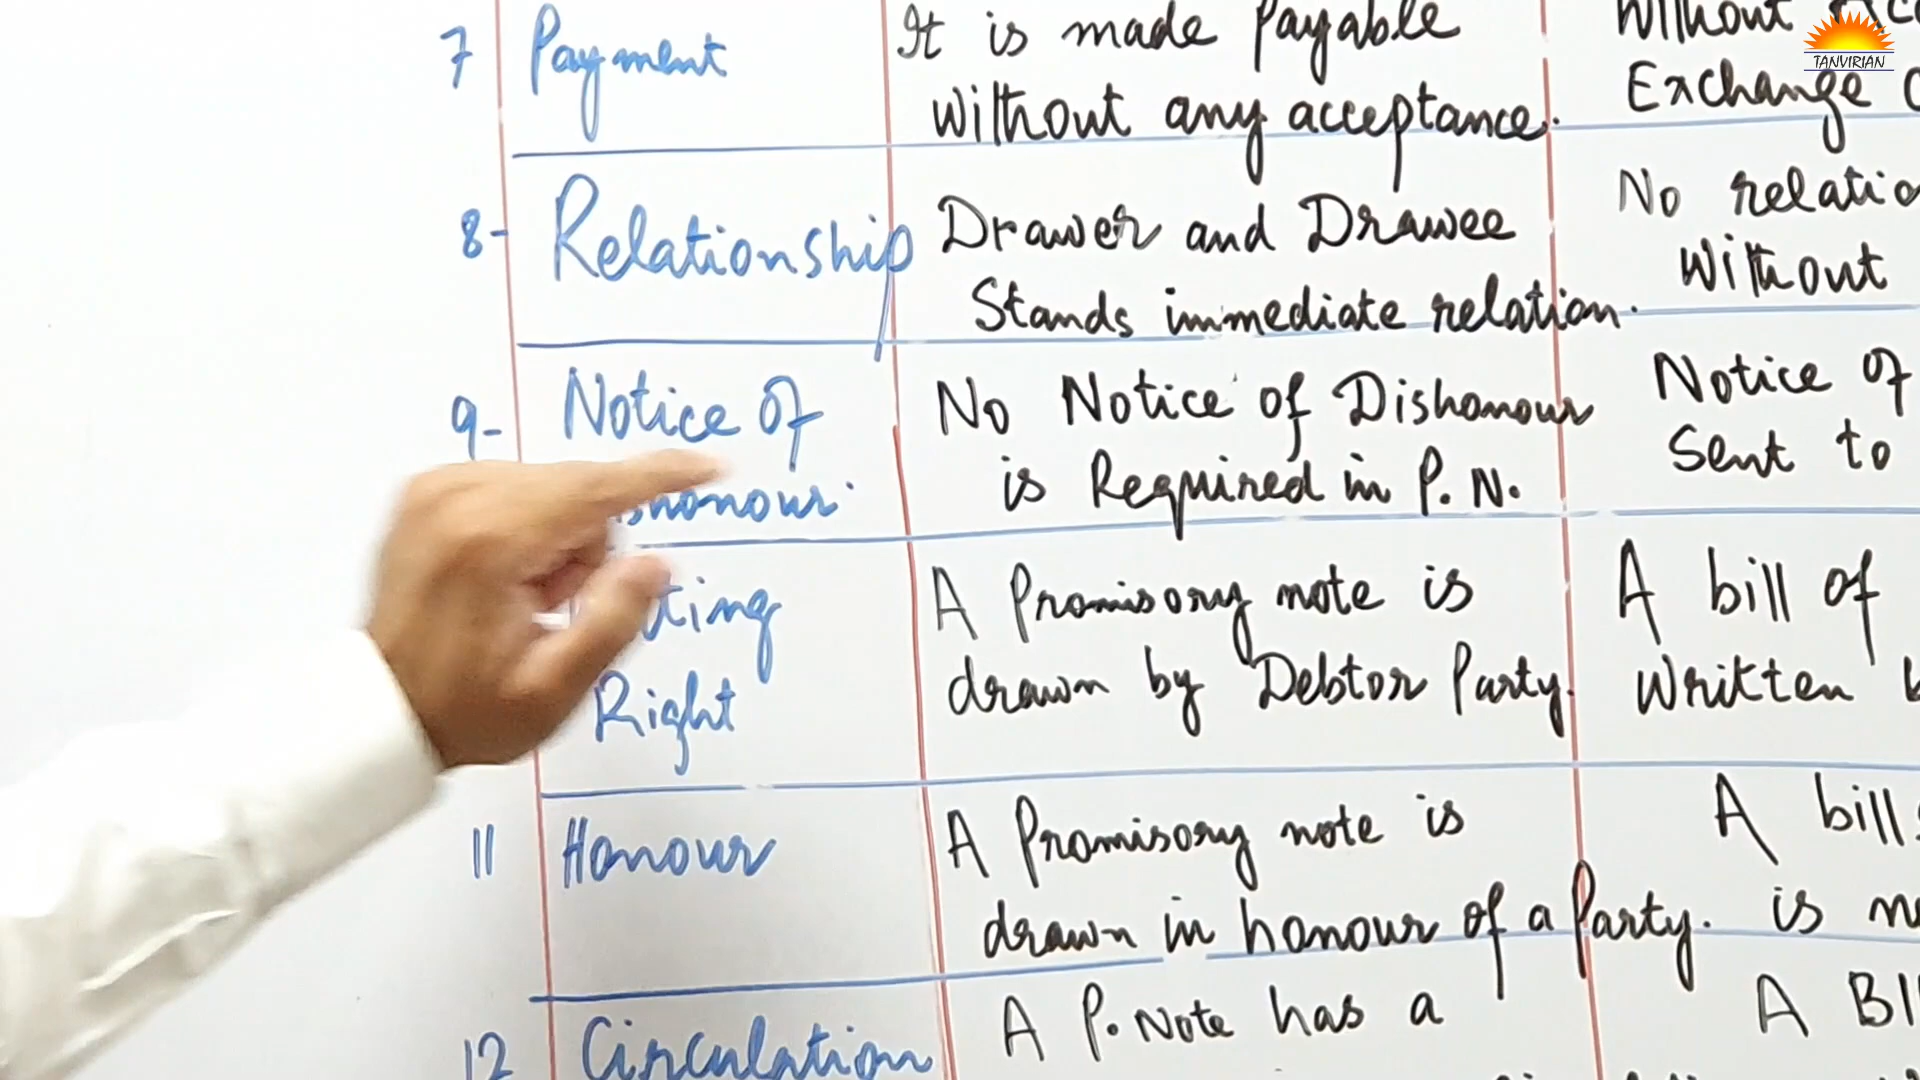 TANVIRIAN
7 Payment
It is made Payable
Without any acceptance.
Without
Exchange
8- Relationship
Drawer and Drawee
Stands immediate relation.
No
Without
9- Notice Of
No Notice of Dishonour
is Required in P. N.
Notice of
Sent to
Right
A Promisory note is
drawn by Debtor Party.
A bill of
Written
11 Honour
A Promisory note is
drawn in honour of a Party.
A bill
is
12 Circulation
A P. Note has a
A